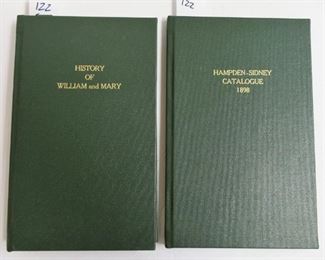 122
HISTORY
OF
WILLIAM and MARY
122
HAMPDEN-SIDNEY
CATALOGUE
1898